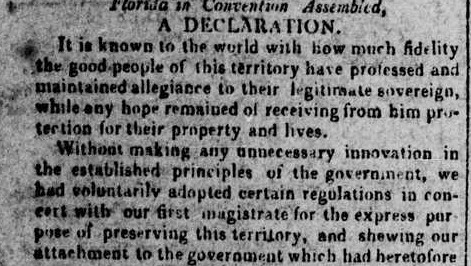 Florida in Convention Assembled,
A DECLARATION.
It is known to the world with how much fidelity
the good people of this territory have professed and
maintained allegiance to their legitimate sovereign,
while any hope remained of receiving from him pro-
tection for their property and lives.
Without making any unnecessary innovation in
the established principles of the government, we
had voluntarily adopted certain regulations in con-
cert with our first magistrate for the express pur
pose of preserving this territory, and shewing our
attachment to the government which had heretofore